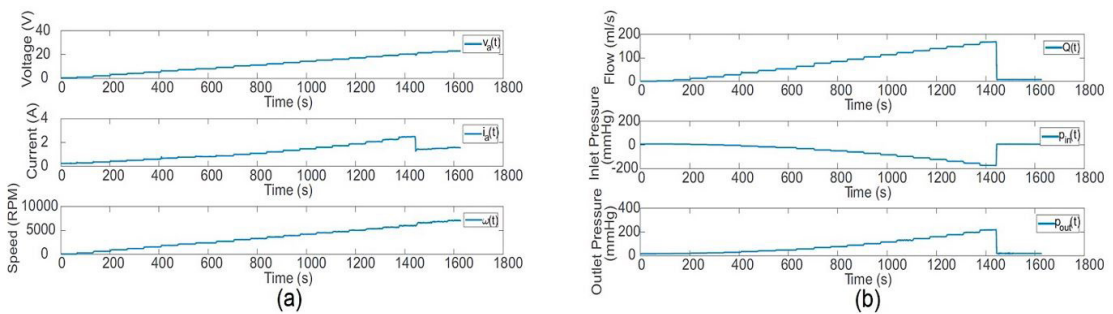 Voltage (V)
40
20
0
v_a(t)
0 200 400 600 800 1000 1200 1400 1600 1800
Time (s)
Current (A)
4
2
0
i_a(t)
0 200 400 600 800 1000 1200 1400 1600 1800
Time (s)
Speed (RPM)
10000
5000
0
ω(t)
0 200 400 600 800 1000 1200 1400 1600 1800
Time (s)
(a)
Flow (ml/s)
200
100
0
Q(t)
0 200 400 600 800 1000 1200 1400 1600 1800
Time (s)
Inlet Pressure
(mmHg)
200
0
-200
p_in(t)
0 200 400 600 800 1000 1200 1400 1600 1800
Time (s)
Outlet Pressure
(mmHg)
400
200
0
p_out(t)
0 200 400 600 800 1000 1200 1400 1600 1800
Time (s)
(b)